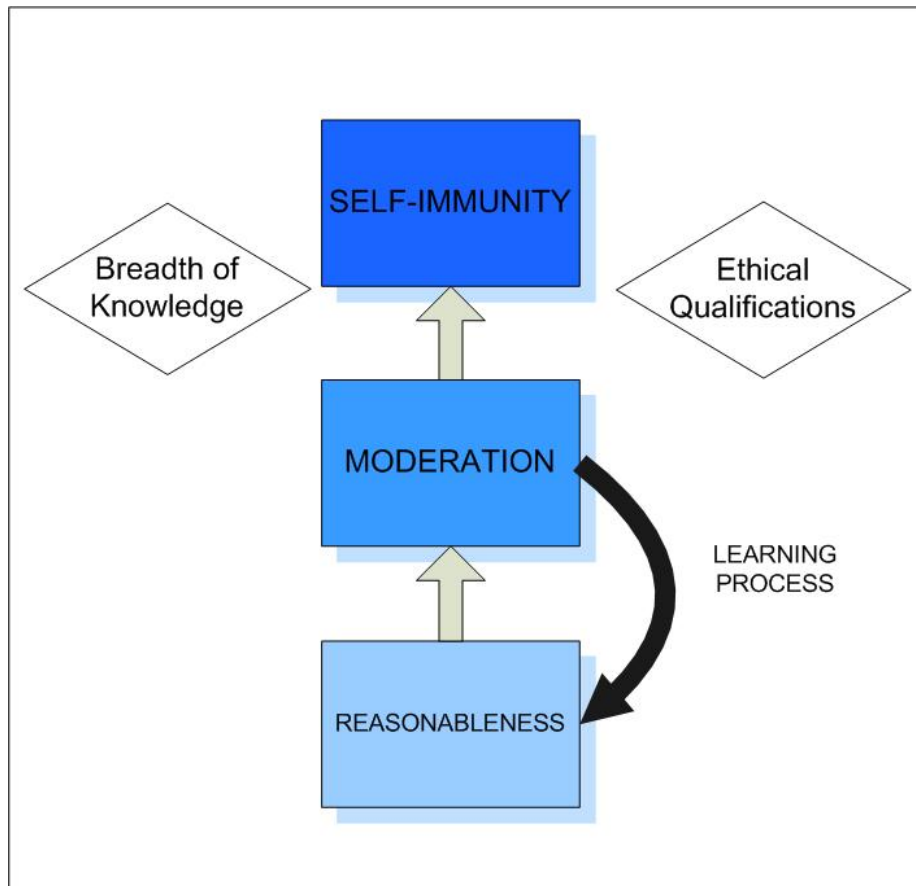 SELF-IMMUNITY
Breadth of
Knowledge
Ethical
Qualifications
MODERATION
LEARNING
PROCESS
REASONABLENESS